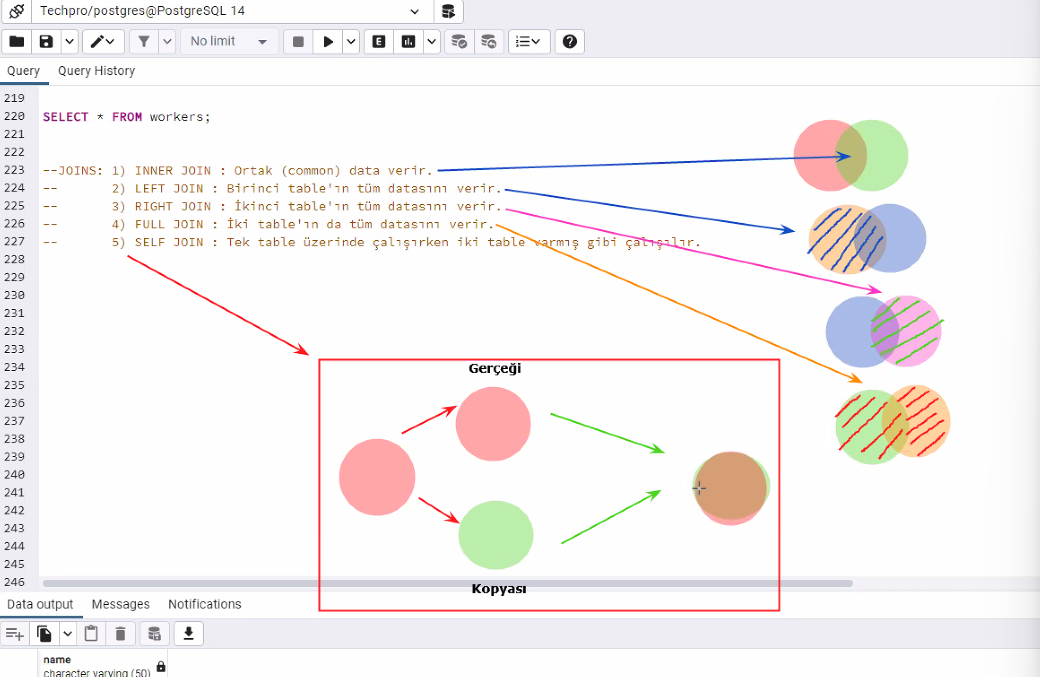 Techpro/postgres@PostgreSQL 14
No limit
E
Query Query History
219
220 SELECT * FROM workers;
221
222
223 --JOINS: 1) INNER JOIN : Ortak (common) data verir.
224 -- 2) LEFT JOIN : Birinci table'ın tüm datasını verir.
225 -- 3) RIGHT JOIN : İkinci table'ın tüm datasını verir.
226 -- 4) FULL JOIN : İki table'ın da tüm datasını verir.
227 -- 5) SELF JOIN : Tek table üzerinde çalışırken iki table varmış gibi çalışılır.
228
229
230
231
232
233
234
Gerçeği
235
236
237
238
239
240
241
242
243
244
245
246
Kopyası
Data output Messages Notifications
name
character varying (50)